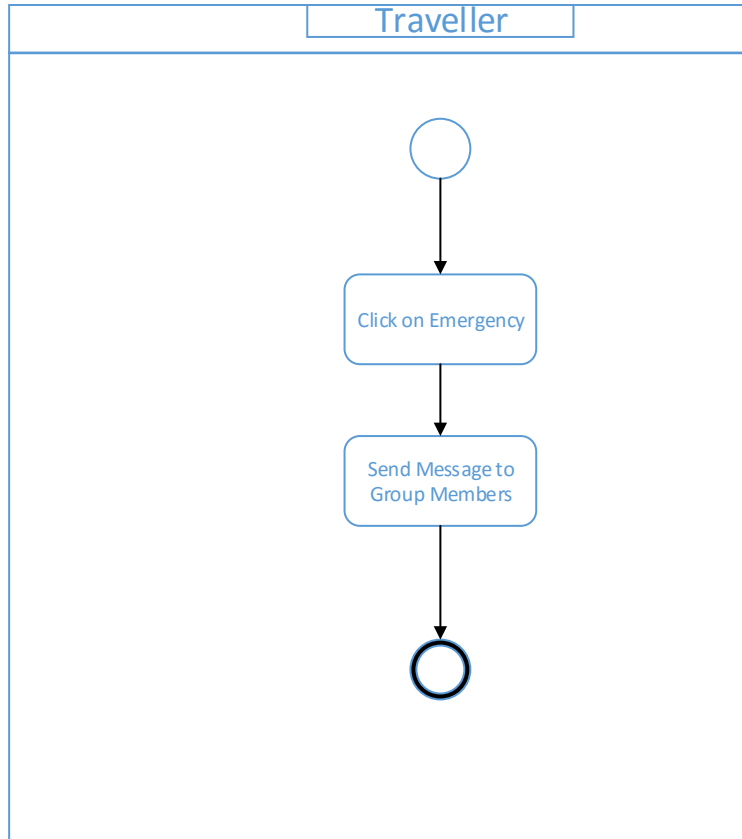 Traveller
Click on Emergency
Send Message to
Group Members